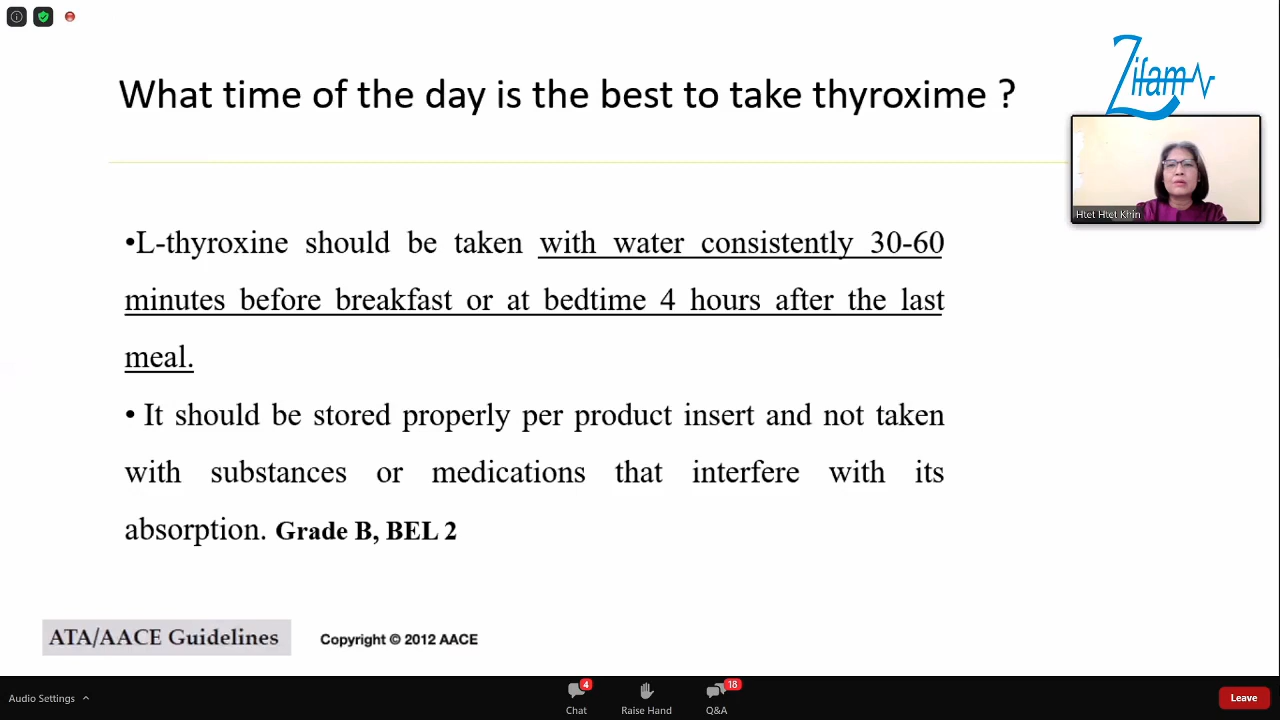 What time of the day is the best to take thyroxime ?
Zifam
Htet Htet Khin
•L-thyroxine should be taken with water consistently 30-60
minutes before breakfast or at bedtime 4 hours after the last
meal.
• It should be stored properly per product insert and not taken
with substances or medications that interfere with its
absorption. Grade B, BEL 2
ATA/AACE Guidelines
Copyright © 2012 AACE
Audio Settings
4
Chat
Raise Hand
18
Q&A
Leave